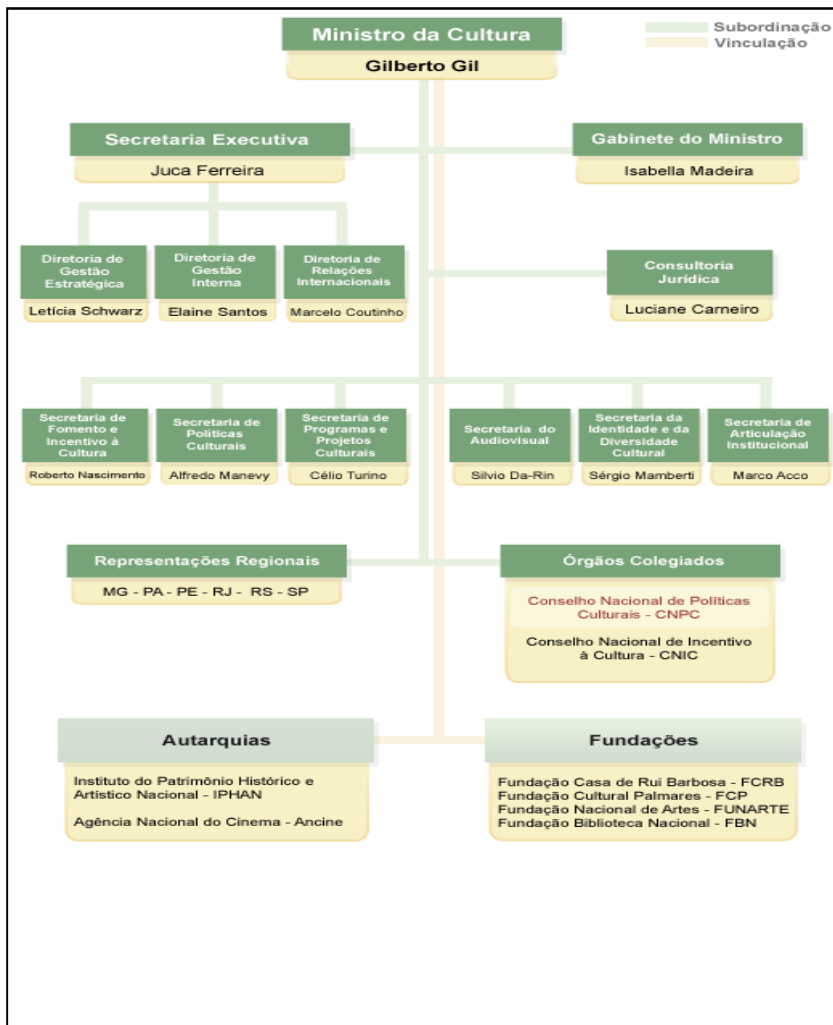 Ministro da Cultura
Gilberto Gil
Subordinação
Vinculação
Secretaria Executiva
Juca Ferreira
Gabinete do Ministro
Isabella Madeira
Diretoria de
Gestão
Estratégica
Letícia Schwarz
Diretoria de
Gestão
Interna
Elaine Santos
Diretoria de
Relações
Internacionais
Marcelo Coutinho
Consultoria
Jurídica
Luciane Carneiro
Secretaria de
Fomento e
Incentivo à
Cultura
Roberto Nascimento
Secretaria de
Políticas
Culturais
Alfredo Manevy
Secretaria de
Programas e
Projetos
Culturais
Célio Turino
Secretaria do
Audiovisual
Silvio Da-Rin
Secretaria da
Identidade e da
Diversidade
Cultural
Sérgio Mamberti
Secretaria de
Articulação
Institucional
Marco Acco
Representações Regionais
MG - PA - PE - RJ - RS - SP
Órgãos Colegiados
Conselho Nacional de Políticas
Culturais - CNPC
Conselho Nacional de Incentivo
à Cultura - CNIC
Autarquias
Instituto do Patrimônio Histórico e
Artístico Nacional - IPHAN
Agência Nacional do Cinema - Ancine
Fundações
Fundação Casa de Rui Barbosa - FCRB
Fundação Cultural Palmares - FCP
Fundação Nacional de Artes - FUNARTE
Fundação Biblioteca Nacional - FBN